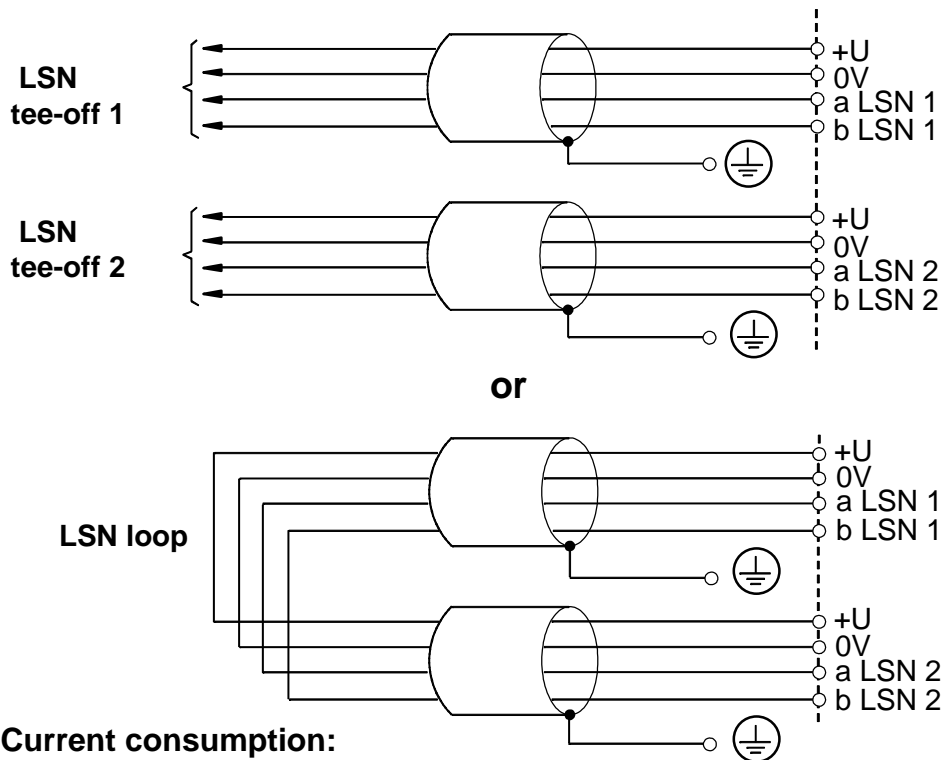 LSN
tee-off 1
+U
0V
a LSN 1
b LSN 1
LSN
tee-off 2
+U
0V
a LSN 2
b LSN 2
or
LSN loop
+U
0V
a LSN 1
b LSN 1
+U
0V
a LSN 2
b LSN 2
Current consumption: